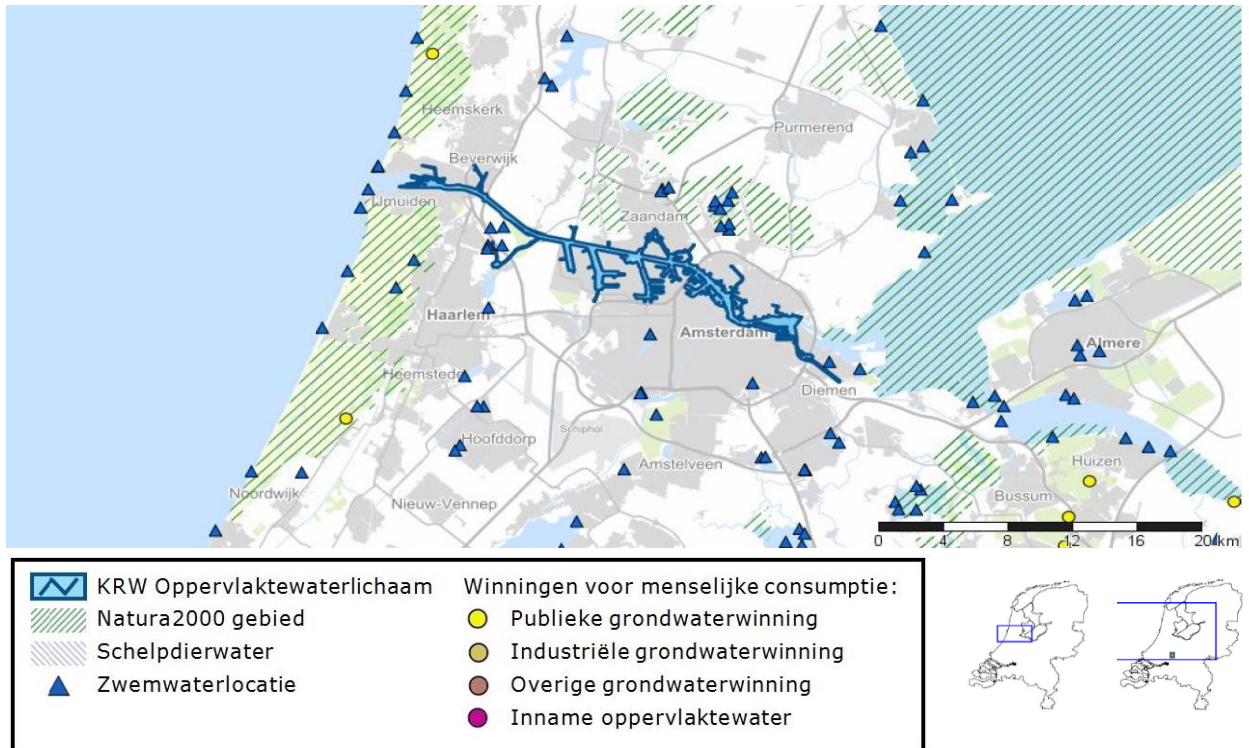 Heemskerk
Purmerend
Beverwijk
IJmuiden
Zaandam
Haarlem
Amsterdam
Almere
Heemstede
Diemen
Schiphol
Hoofddorp
Amstelveen
Huizen
Noordwijk
Nieuw-Vennep
Bussum
0 4 8 12 16 20 km
KRW Oppervlaktewaterlichaam
Natura2000 gebied
Schelpdierwater
Zwemwaterlocatie
Winningen voor menselijke consumptie:
Publieke grondwaterwinning
Industriële grondwaterwinning
Overige grondwaterwinning
Inname oppervlaktewater